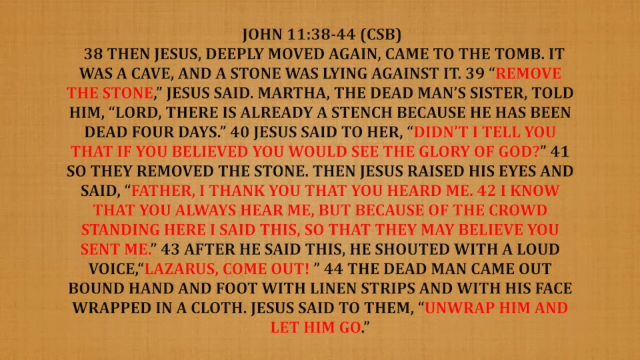 JOHN 11:38-44 (CSB)
38 THEN JESUS, DEEPLY MOVED AGAIN, CAME TO THE TOMB. IT
WAS A CAVE, AND A STONE WAS LYING AGAINST IT. 39 “REMOVE
THE STONE,” JESUS SAID. MARTHA, THE DEAD MAN’S SISTER, TOLD
HIM, “LORD, THERE IS ALREADY A STENCH BECAUSE HE HAS BEEN
DEAD FOUR DAYS.” 40 JESUS SAID TO HER, “DIDN’T I TELL YOU
THAT IF YOU BELIEVED YOU WOULD SEE THE GLORY OF GOD?” 41
SO THEY REMOVED THE STONE. THEN JESUS RAISED HIS EYES AND
SAID, “FATHER, I THANK YOU THAT YOU HEARD ME. 42 I KNOW
THAT YOU ALWAYS HEAR ME, BUT BECAUSE OF THE CROWD
STANDING HERE I SAID THIS, SO THAT THEY MAY BELIEVE YOU
SENT ME.” 43 AFTER HE SAID THIS, HE SHOUTED WITH A LOUD
VOICE,“LAZARUS, COME OUT! ” 44 THE DEAD MAN CAME OUT
BOUND HAND AND FOOT WITH LINEN STRIPS AND WITH HIS FACE
WRAPPED IN A CLOTH. JESUS SAID TO THEM, “UNWRAP HIM AND
LET HIM GO.”